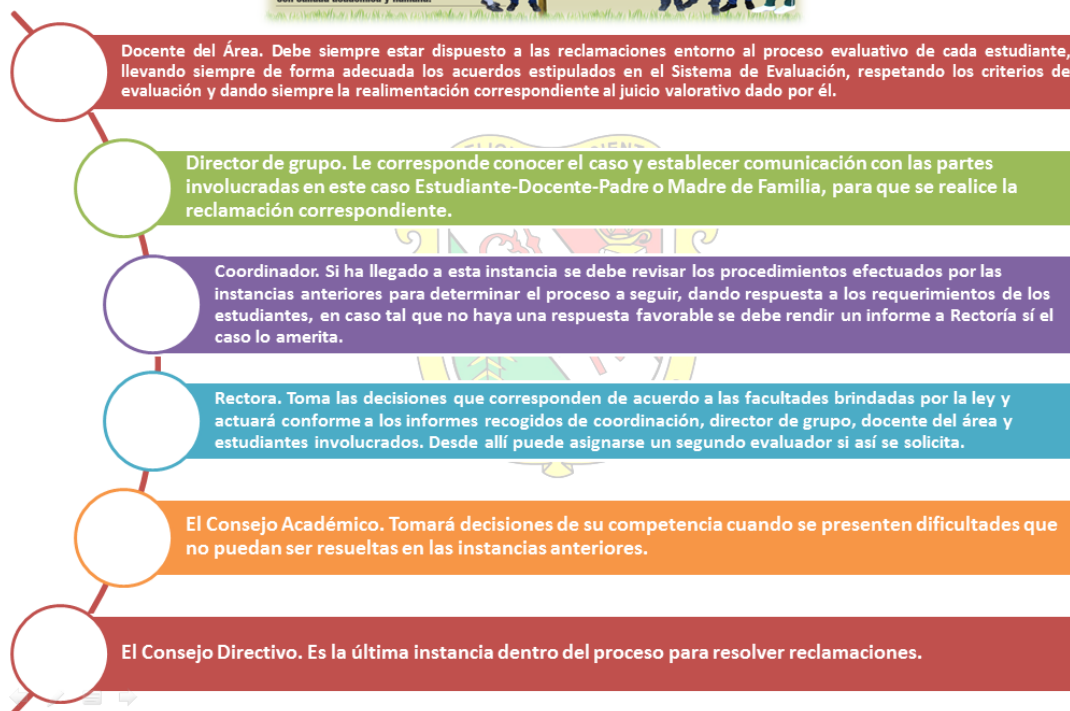 con calidad académica y humana.
Docente del Área. Debe siempre estar dispuesto a las reclamaciones entorno al proceso evaluativo de cada estudiante,
llevando siempre de forma adecuada los acuerdos estipulados en el Sistema de Evaluación, respetando los criterios de
evaluación y dando siempre la realimentación correspondiente al juicio valorativo dado por él.
Director de grupo. Le corresponde conocer el caso y establecer comunicación con las partes
involucradas en este caso Estudiante-Docente-Padre o Madre de Familia, para que se realice la
reclamación correspondiente.
Coordinador. Si ha llegado a esta instancia se debe revisar los procedimientos efectuados por las
instancias anteriores para determinar el proceso a seguir, dando respuesta a los requerimientos de los
estudiantes, en caso tal que no haya una respuesta favorable se debe rendir un informe a Rectoría sí el
caso lo amerita.
Rectora. Toma las decisiones que corresponden de acuerdo a las facultades brindadas por la ley y
actuará conforme a los informes recogidos de coordinación, director de grupo, docente del área y
estudiantes involucrados. Desde allí puede asignarse un segundo evaluador si así se solicita.
El Consejo Académico. Tomará decisiones de su competencia cuando se presenten dificultades que
no puedan ser resueltas en las instancias anteriores.
El Consejo Directivo. Es la última instancia dentro del proceso para resolver reclamaciones.